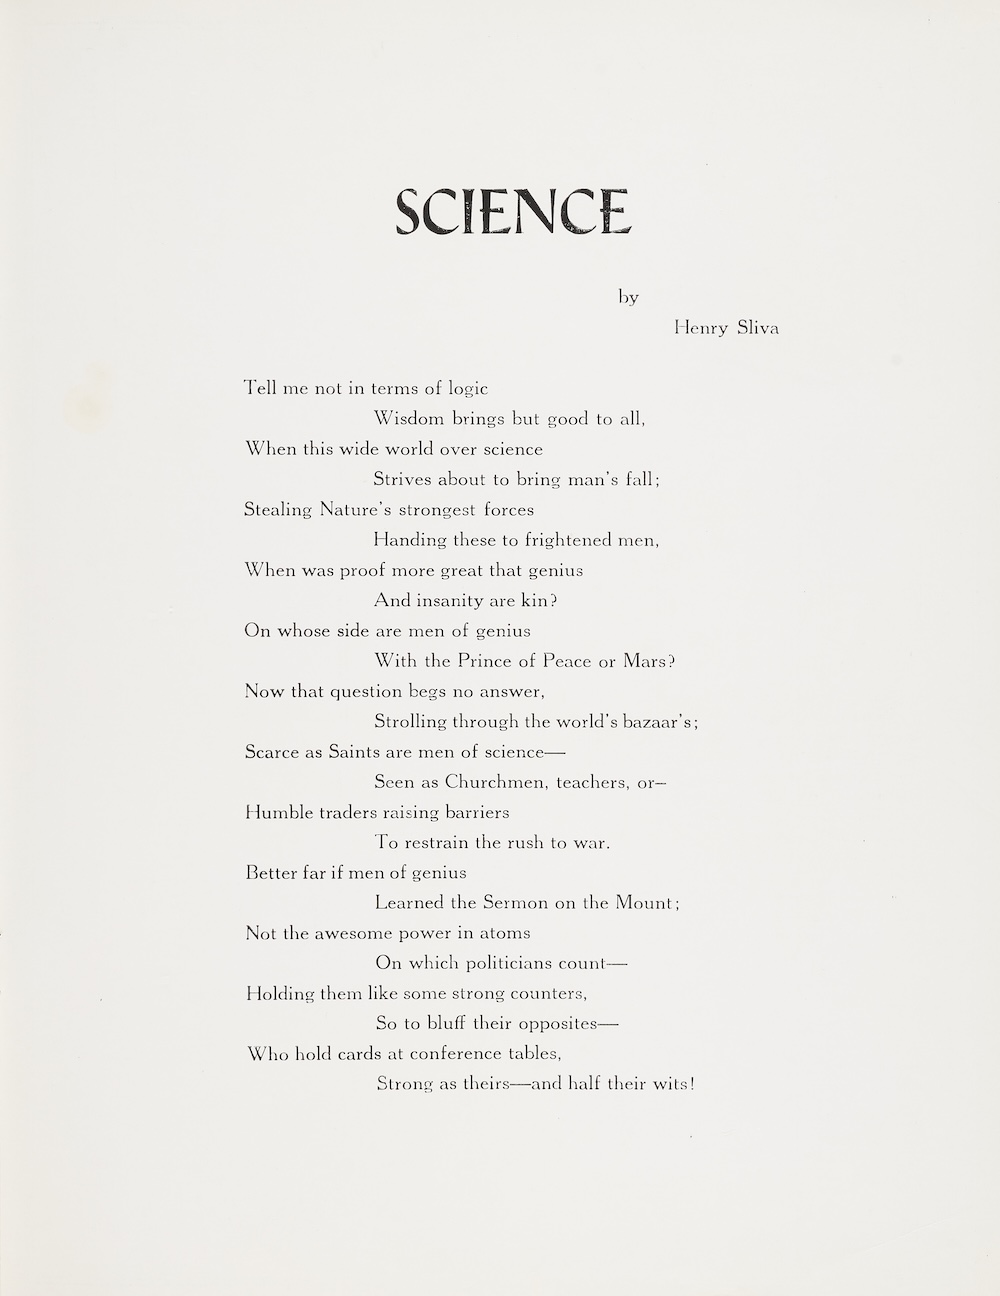 SCIENCE
by
Henry Sliva
Tell me not in terms of logic
Wisdom brings but good to all,
When this wide world over science
Strives about to bring man's fall;
Stealing Nature's strongest forces
Handing these to frightened men,
When was proof more great that genius
And insanity are kin?
On whose side are men of genius
With the Prince of Peace or Mars?
Now that question begs no answer,
Strolling through the world's bazaar's;
Scarce as Saints are men of science—
Seen as Churchmen, teachers, or–
Humble traders raising barriers
To restrain the rush to war.
Better far if men of genius
Learned the Sermon on the Mount;
Not the awesome power in atoms
On which politicians count—
Holding them like some strong counters,
So to bluff their opposites—
Who hold cards at conference tables,
Strong as theirs—and half their wits!